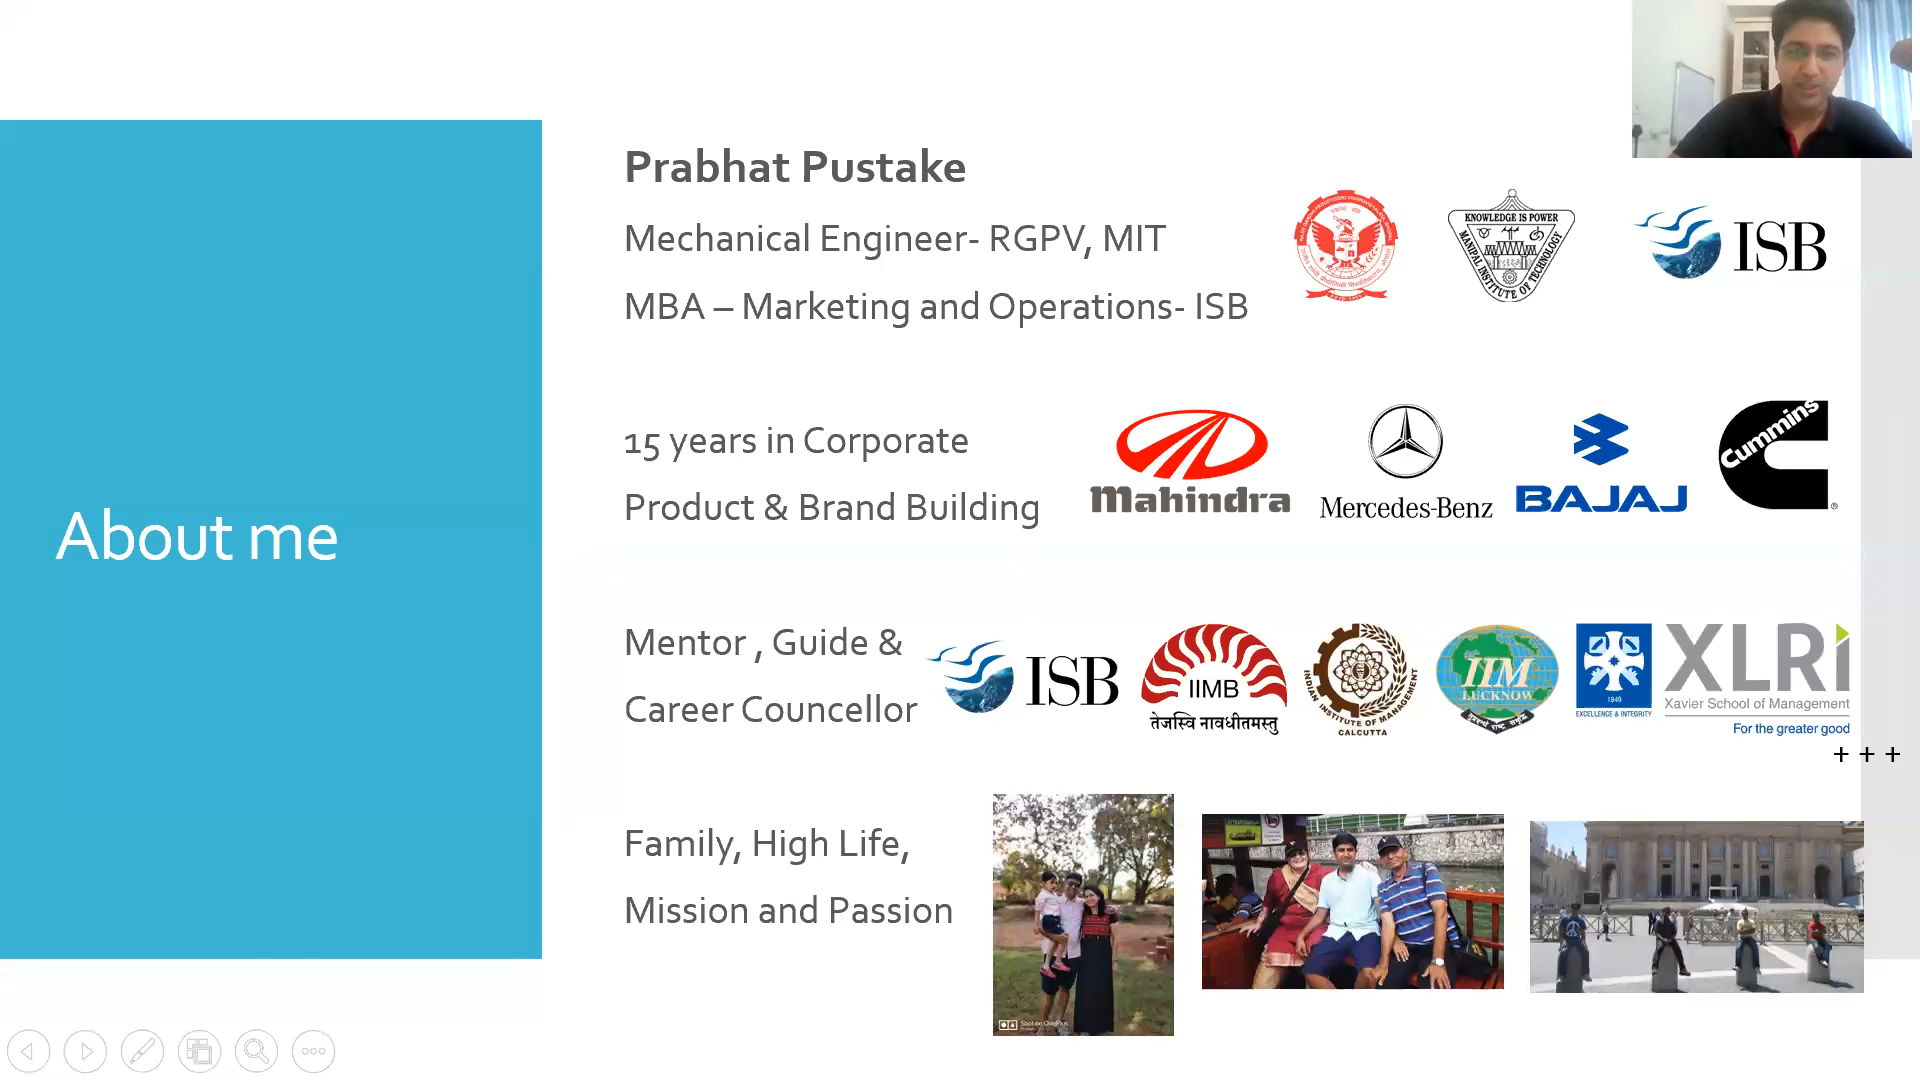 About me
Prabhat Pustake
Mechanical Engineer- RGPV, MIT
MBA – Marketing and Operations- ISB
KNOWLEDGE IS POWER
MANIPAL INSTITUTE OF TECHNOLOGY
ISB
15 years in Corporate
Product & Brand Building
Mahindra
Mercedes-Benz
BAJAJ
Cummins
Mentor , Guide &
Career Councellor
ISB
IIMB
तेजस्वि नावधीतमस्तु
INDIAN INSTITUTE OF MANAGEMENT
CALCUTTA
IIM
LUCKNOW
1949
EXCELLENCE & INTEGRITY
XLRi
Xavier School of Management
For the greater good
+ + +
Family, High Life,
Mission and Passion
Shot on OnePlus